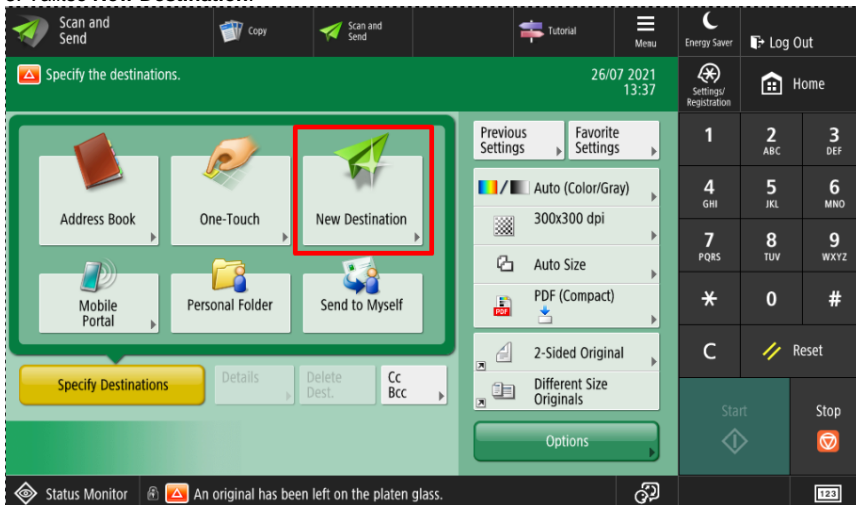 New Destination.
Scan and
Send
Copy
Scan and
Send
Tutorial
Menu
Energy Saver
Log Out
Specify the destinations.
26/07 2021
13:37
Settings/
Registration
Home
Address Book
One-Touch
New Destination
Mobile
Portal
Personal Folder
Send to Myself
Specify Destinations
Details
Delete
Dest.
Cc
Bcc
Previous
Settings
Favorite
Settings
Auto (Color/Gray)
300x300 dpi
Auto Size
PDF
PDF (Compact)
2-Sided Original
Different Size
Originals
Options
1
2
ABC
3
DEF
4
GHI
5
JKL
6
MNO
7
PQRS
8
TUV
9
WXYZ
*
0
#
C
Reset
Start
Stop
Status Monitor
An original has been left on the platen glass.
123